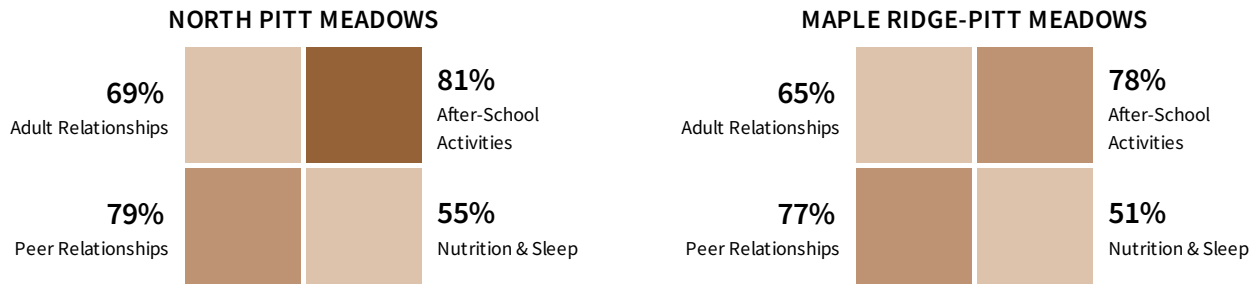 NORTH PITT MEADOWS
69%
Adult Relationships
81%
After-School
Activities
79%
Peer Relationships
55%
Nutrition & Sleep
MAPLE RIDGE-PITT MEADOWS
65%
Adult Relationships
78%
After-School
Activities
77%
Peer Relationships
51%
Nutrition & Sleep